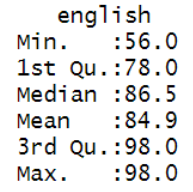 english
Min.   :56.0
1st Qu.:78.0
Median :86.5
Mean   :84.9
3rd Qu.:98.0
Max.   :98.0